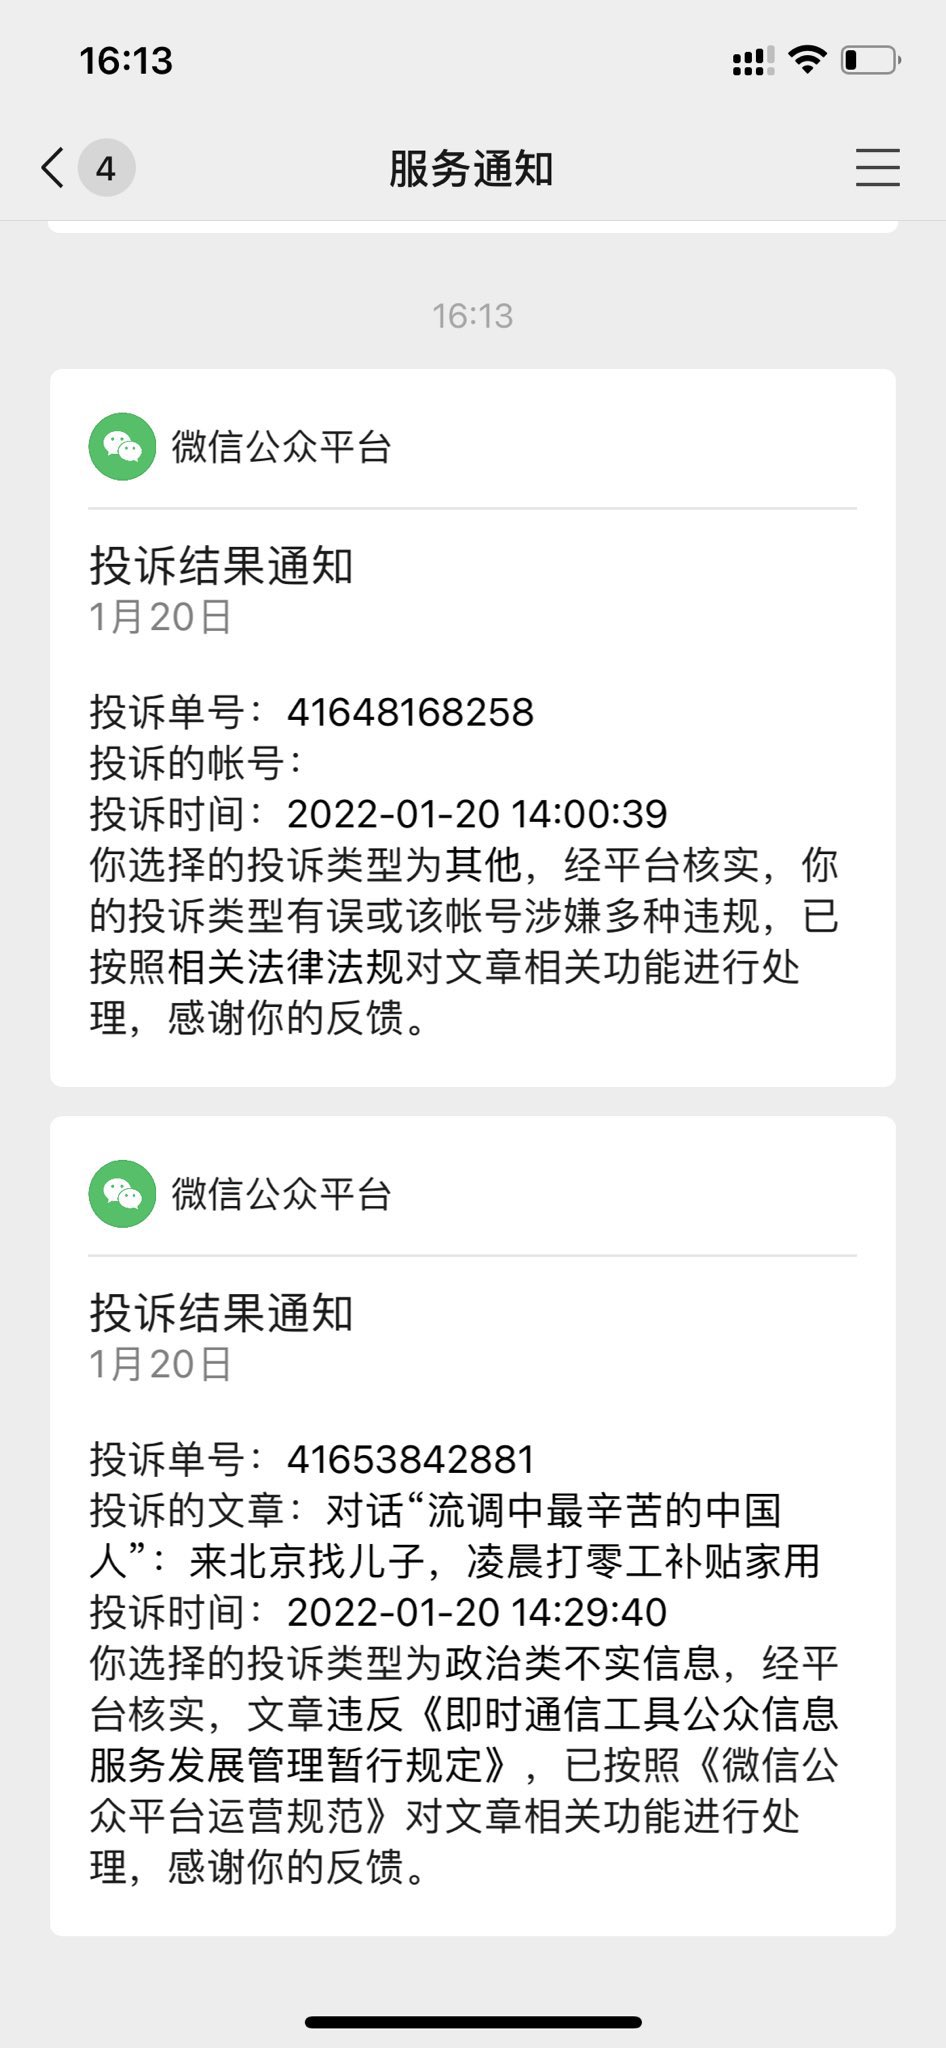 16:13
4
服务通知
16:13
微信公众平台
投诉结果通知
1月20日
投诉单号：41648168258
投诉的帐号：
投诉时间：2022-01-20 14:00:39
你选择的投诉类型为其他，经平台核实，你
的投诉类型有误或该帐号涉嫌多种违规，已
按照相关法律法规对文章相关功能进行处
理，感谢你的反馈。
微信公众平台
投诉结果通知
1月20日
投诉单号：41653842881
投诉的文章：对话“流调中最辛苦的中国
人”：来北京找儿子，凌晨打零工补贴家用
投诉时间：2022-01-20 14:29:40
你选择的投诉类型为政治类不实信息，经平
台核实，文章违反《即时通信工具公众信息
服务发展管理暂行规定》，已按照《微信公
众平台运营规范》对文章相关功能进行处
理，感谢你的反馈。